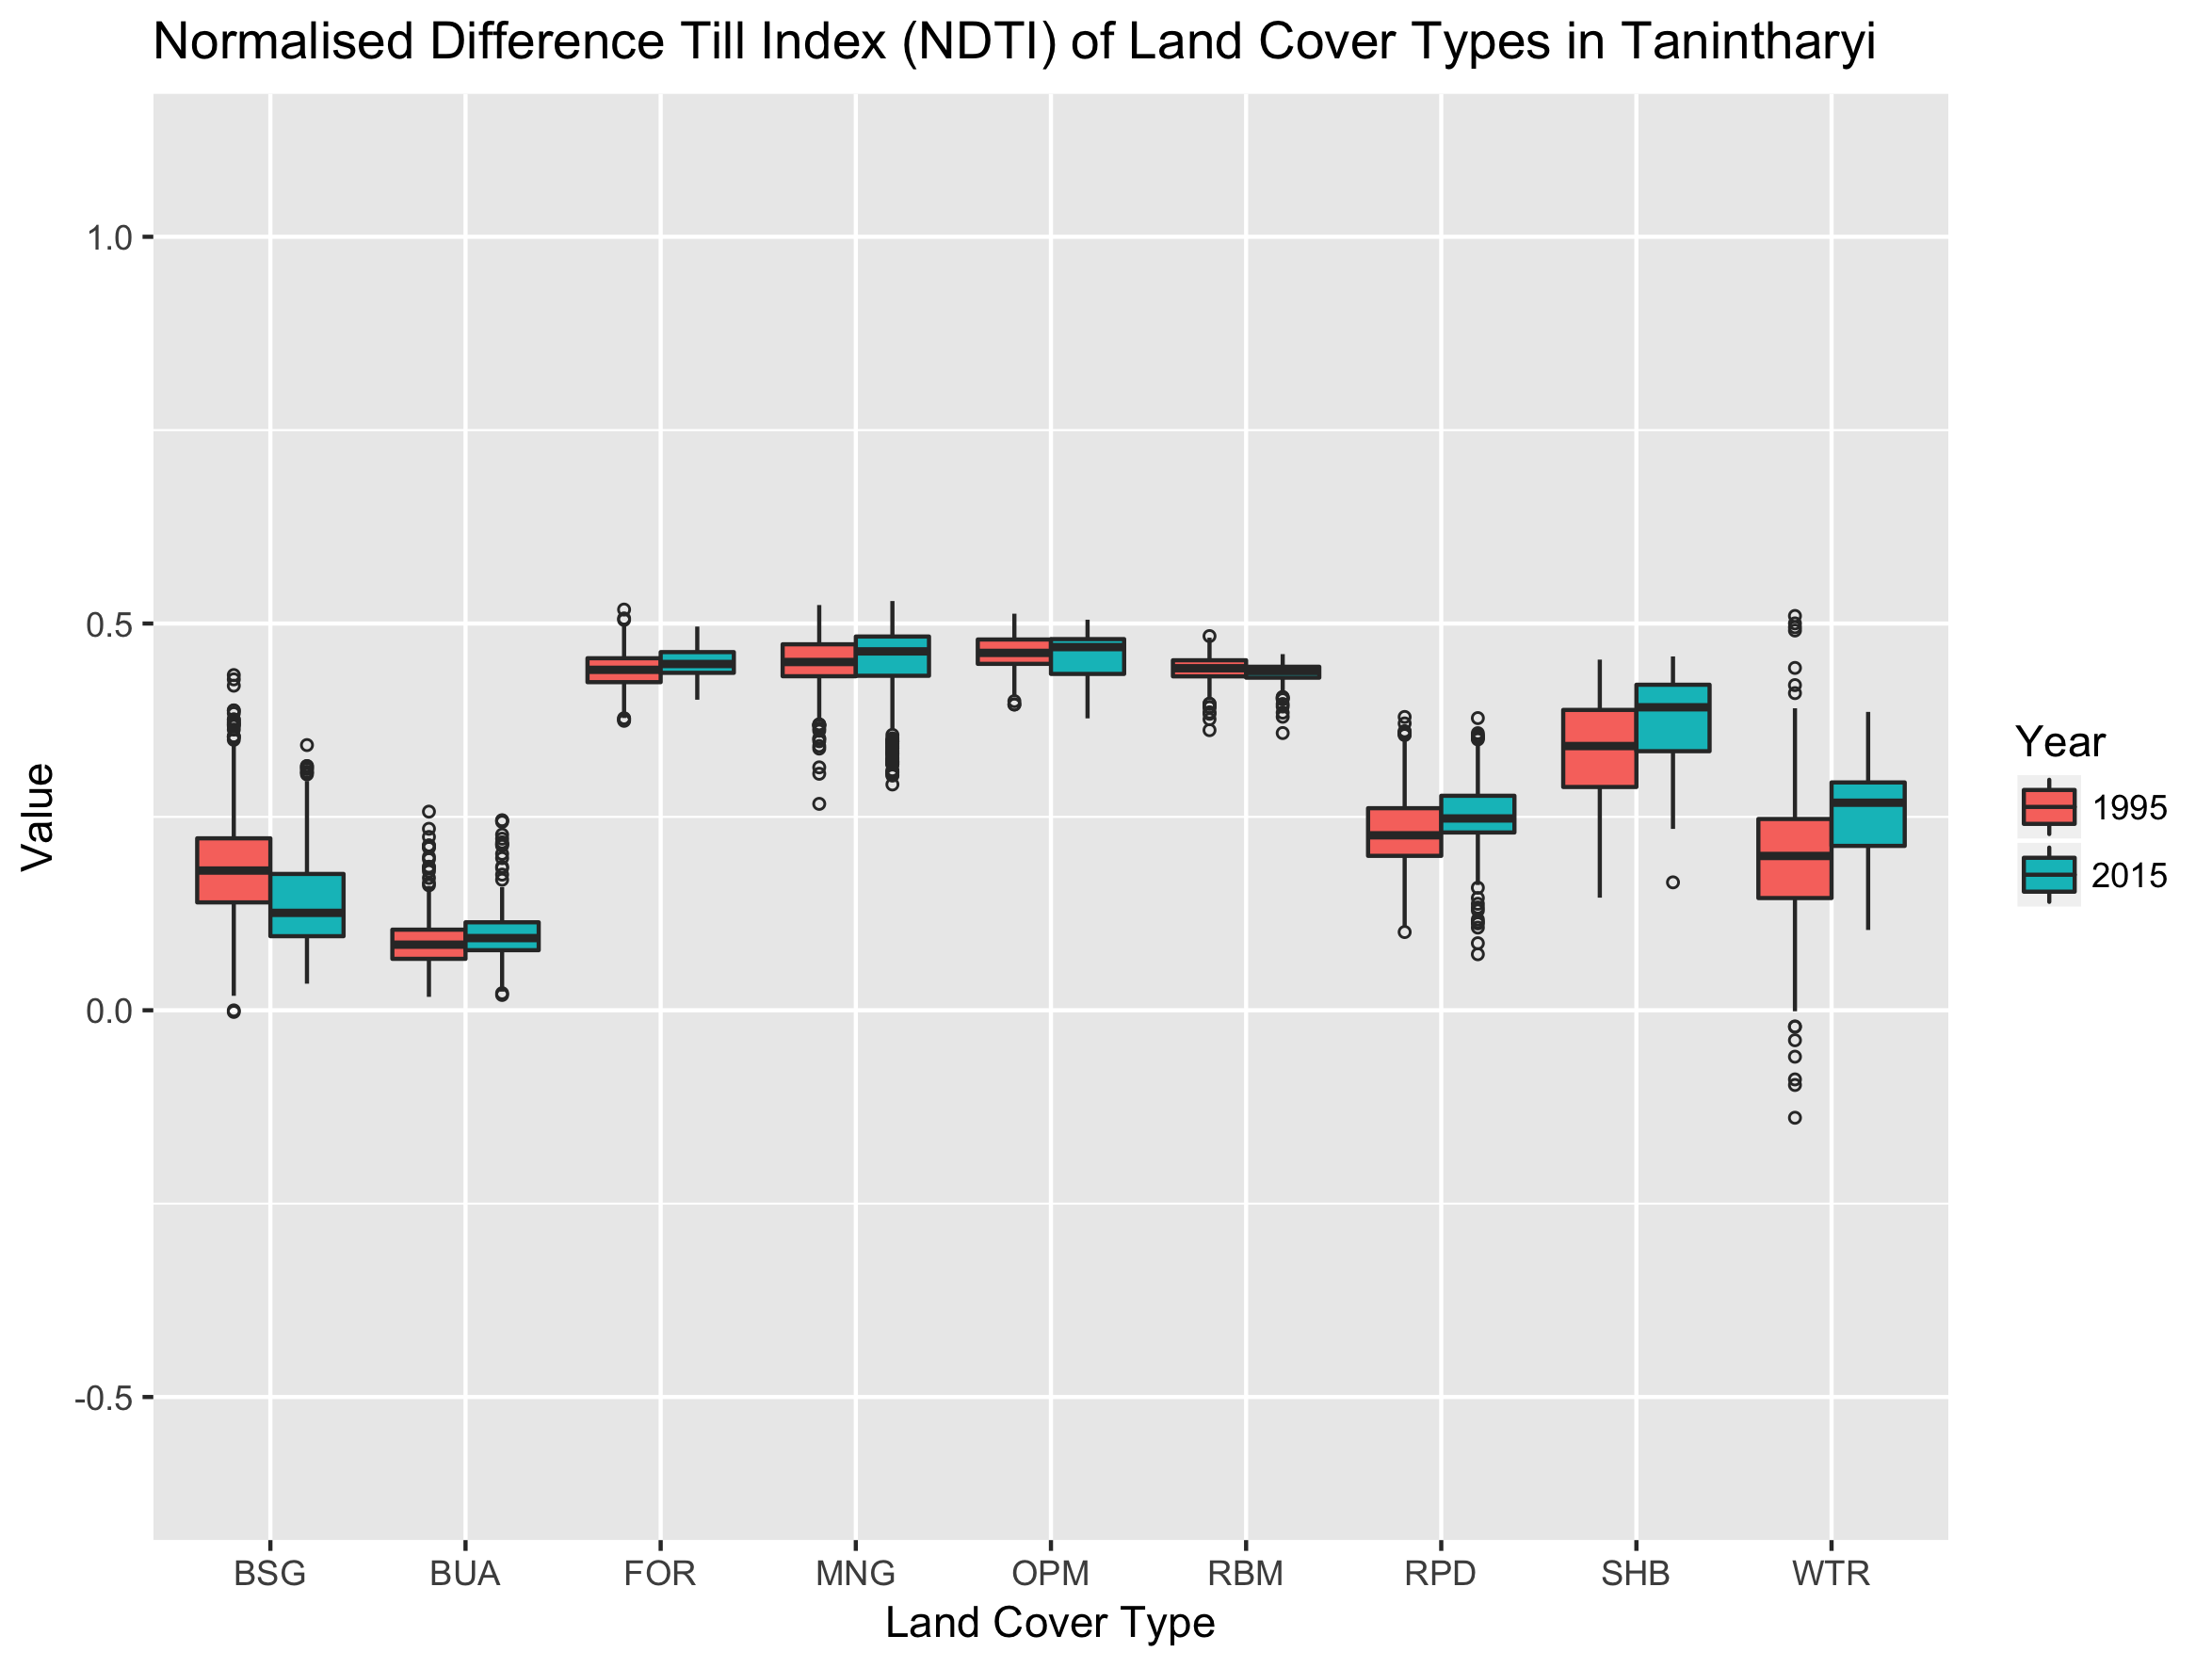 Normalised Difference Till Index (NDTI) of Land Cover Types in Tanintharyi
1.0
0.5
0.0
-0.5
Value
BSG BUA FOR MNG OPM RBM RPD SHB WTR
Land Cover Type
Year
1995
2015